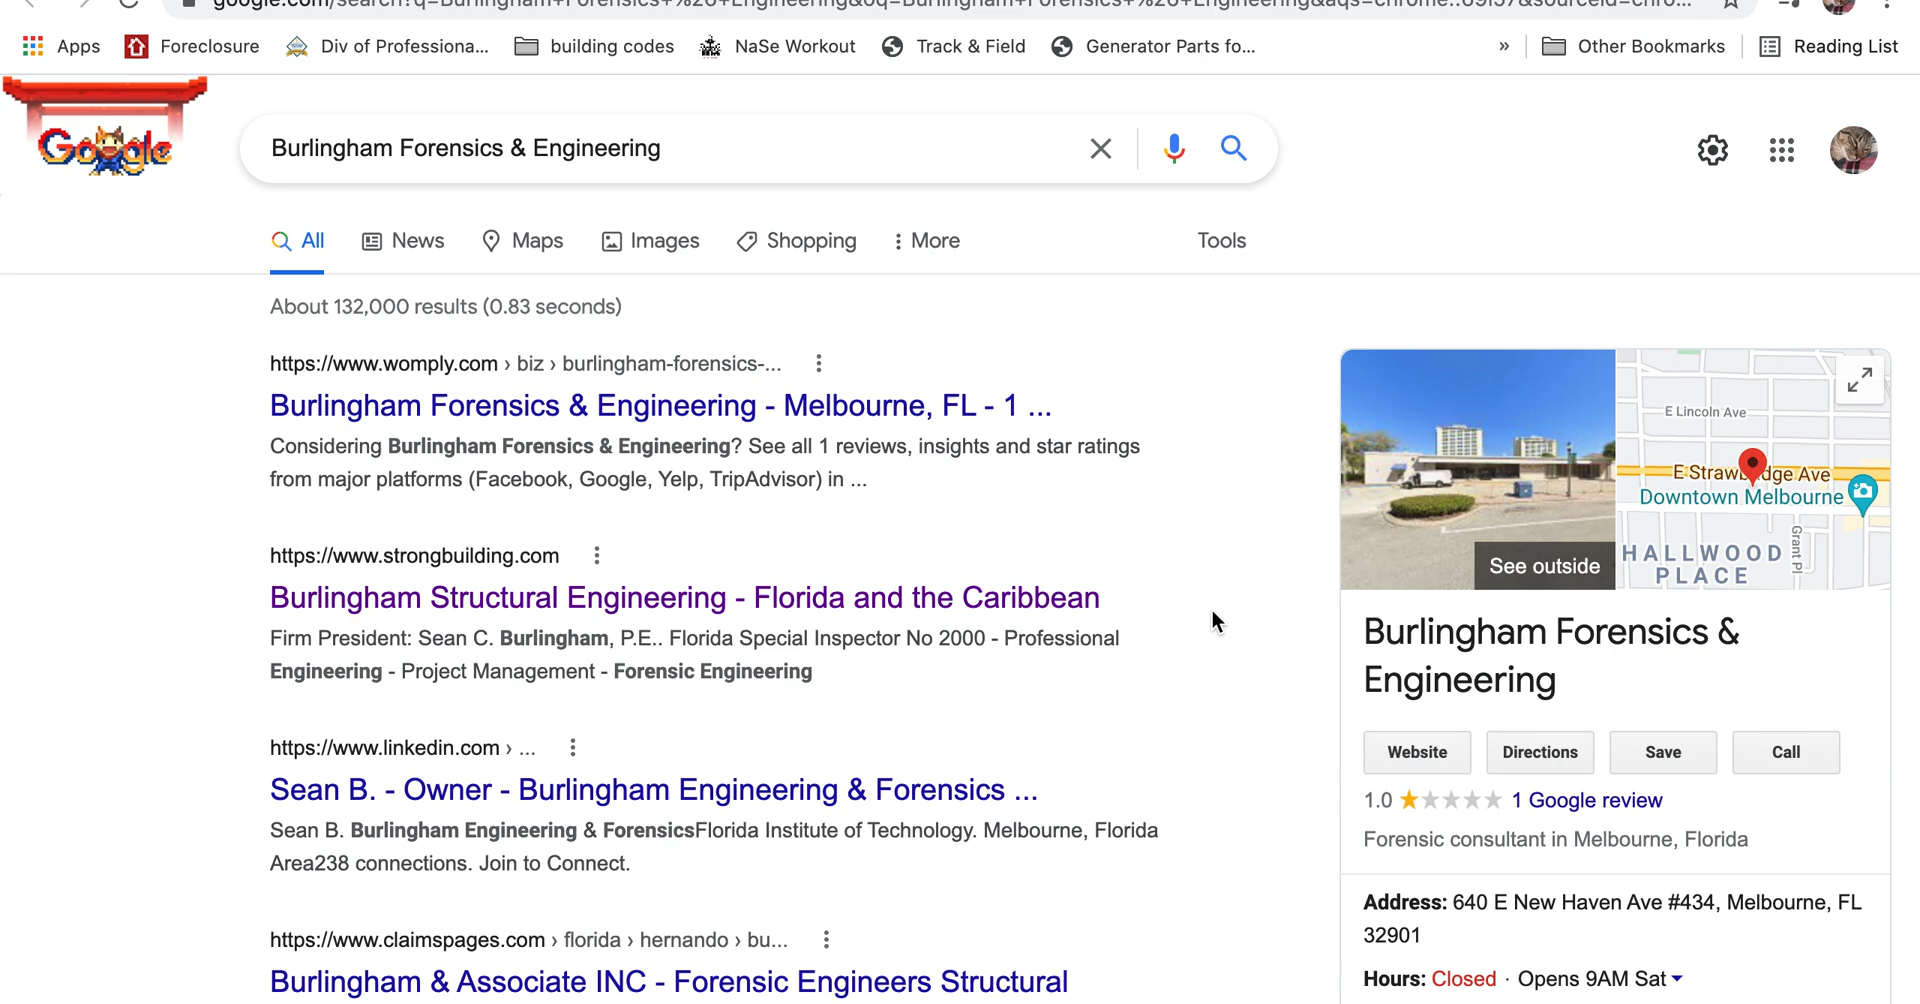 Apps Foreclosure Div of Professiona... building codes NaSe Workout Track & Field Generator Parts fo... » Other Bookmarks Reading List
Google
Burlingham Forensics & Engineering
All News Maps Images Shopping More Tools
About 132,000 results (0.83 seconds)
https://www.womply.com › biz › burlingham-forensics-...
Burlingham Forensics & Engineering - Melbourne, FL - 1 ...
Considering Burlingham Forensics & Engineering? See all 1 reviews, insights and star ratings
from major platforms (Facebook, Google, Yelp, TripAdvisor) in ...
https://www.strongbuilding.com
Burlingham Structural Engineering - Florida and the Caribbean
Firm President: Sean C. Burlingham, P.E.. Florida Special Inspector No 2000 - Professional
Engineering - Project Management - Forensic Engineering
https://www.linkedin.com › ...
Sean B. - Owner - Burlingham Engineering & Forensics ...
Sean B. Burlingham Engineering & ForensicsFlorida Institute of Technology. Melbourne, Florida
Area238 connections. Join to Connect.
https://www.claimspages.com › florida › hernando › bu...
Burlingham & Associate INC - Forensic Engineers Structural
See outside
E Lincoln Ave
E Strawbridge Ave
Downtown Melbourne
Grant Pl
HALLWOOD
PLACE
Burlingham Forensics &
Engineering
Website Directions Save Call
1.0 1 Google review
Forensic consultant in Melbourne, Florida
Address: 640 E New Haven Ave #434, Melbourne, FL
32901
Hours: Closed · Opens 9AM Sat